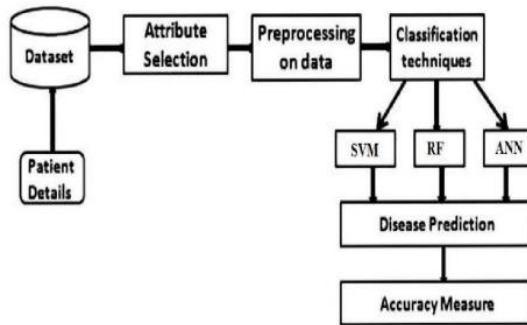 Dataset
Attribute
Selection
Preprocessing
on data
Classification
techniques
Patient
Details
SVM
RF
ANN
Disease Prediction
Accuracy Measure